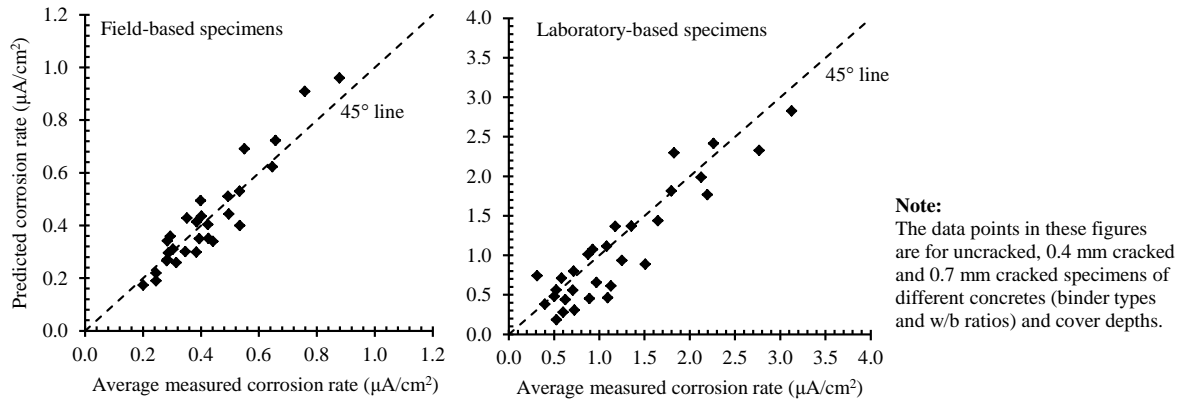 Field-based specimens
45° line
Predicted corrosion rate (μA/cm²)
1.2
1.0
0.8
0.6
0.4
0.2
0.0
0.0 0.2 0.4 0.6 0.8 1.0 1.2
Average measured corrosion rate (μA/cm²)
Laboratory-based specimens
45° line
4.0
3.5
3.0
2.5
2.0
1.5
1.0
0.5
0.0
0.0 0.5 1.0 1.5 2.0 2.5 3.0 3.5 4.0
Average measured corrosion rate (μA/cm²)
Note:
The data points in these figures
are for uncracked, 0.4 mm cracked
and 0.7 mm cracked specimens of
different concretes (binder types
and w/b ratios) and cover depths.